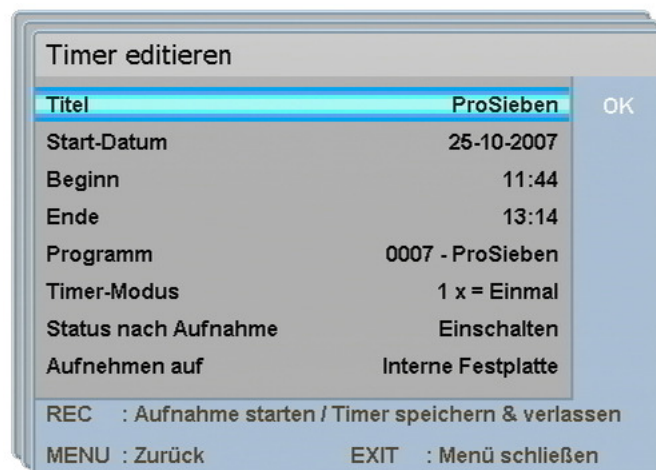 Timer editieren
Titel ProSieben OK
Start-Datum 25-10-2007
Beginn 11:44
Ende 13:14
Programm 0007 - ProSieben
Timer-Modus 1 x = Einmal
Status nach Aufnahme Einschalten
Aufnehmen auf Interne Festplatte
REC : Aufnahme starten / Timer speichern & verlassen
MENU : Zurück EXIT : Menü schließen